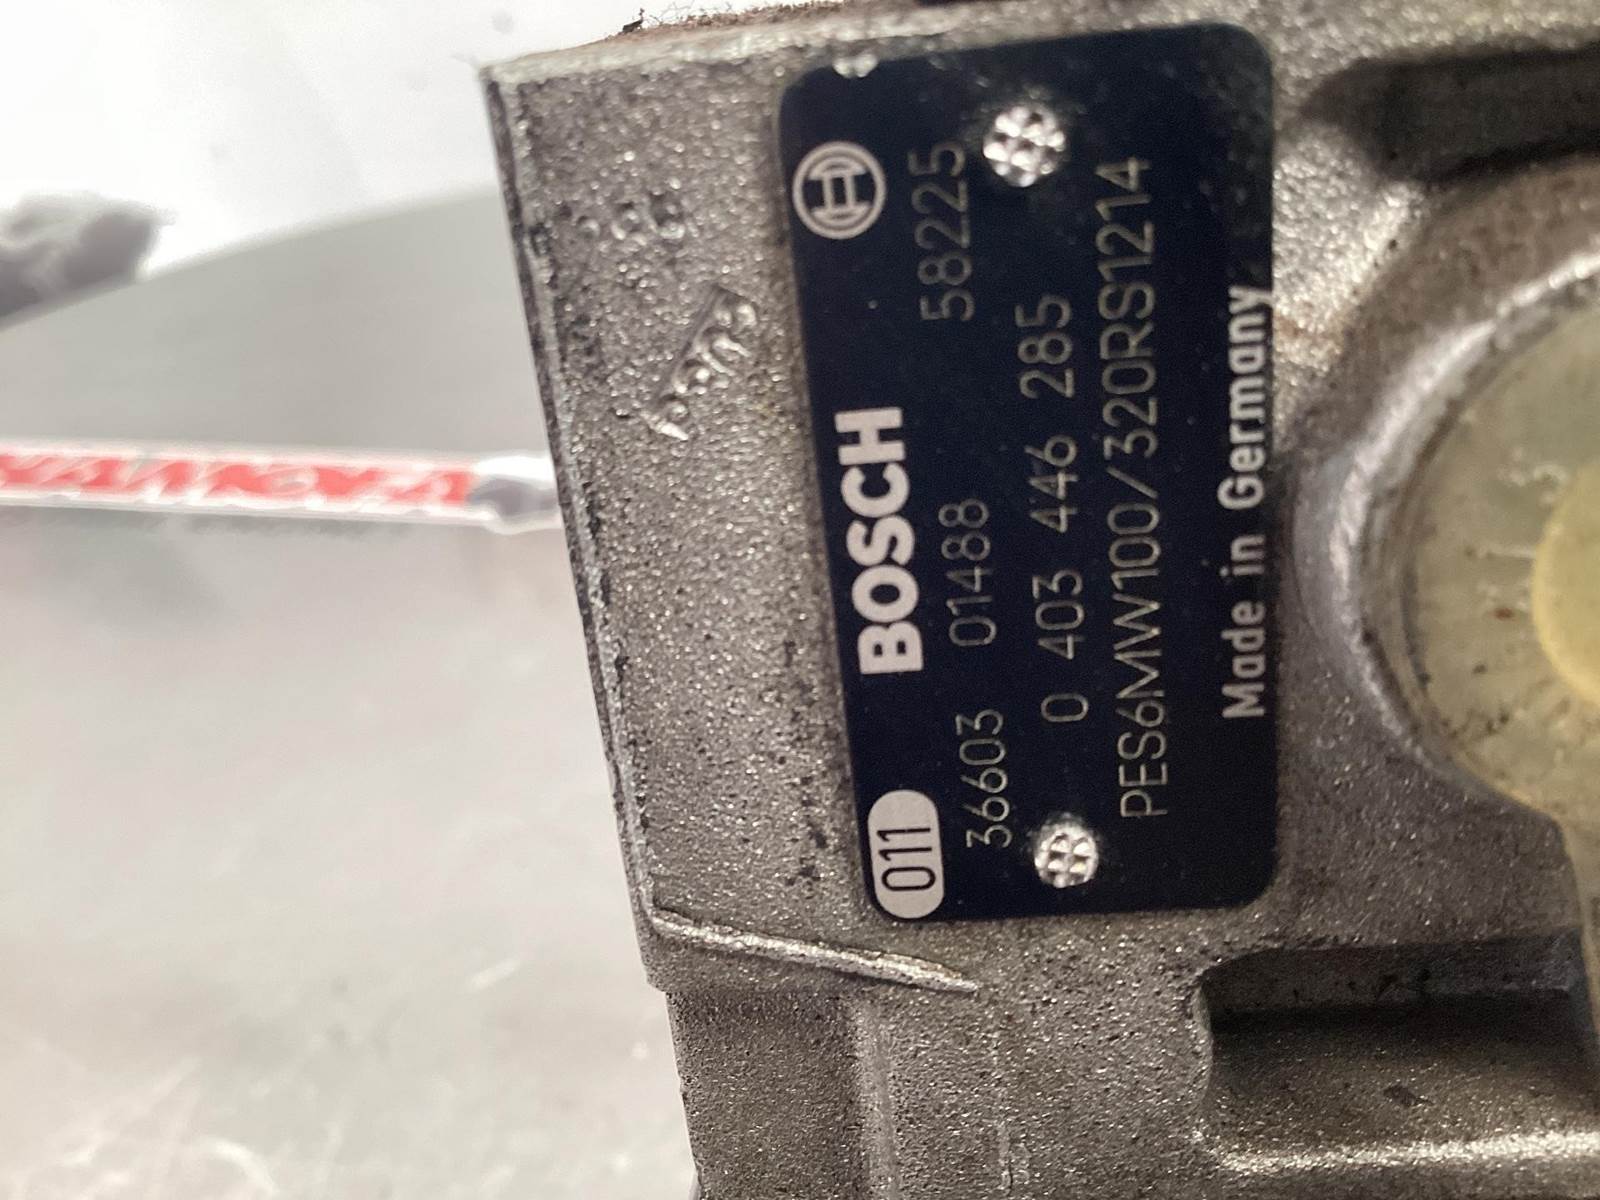 011 BOSCH
36603 01488 58225
0 403 446 285
PES6MW100/320RS1214
Made in Germany